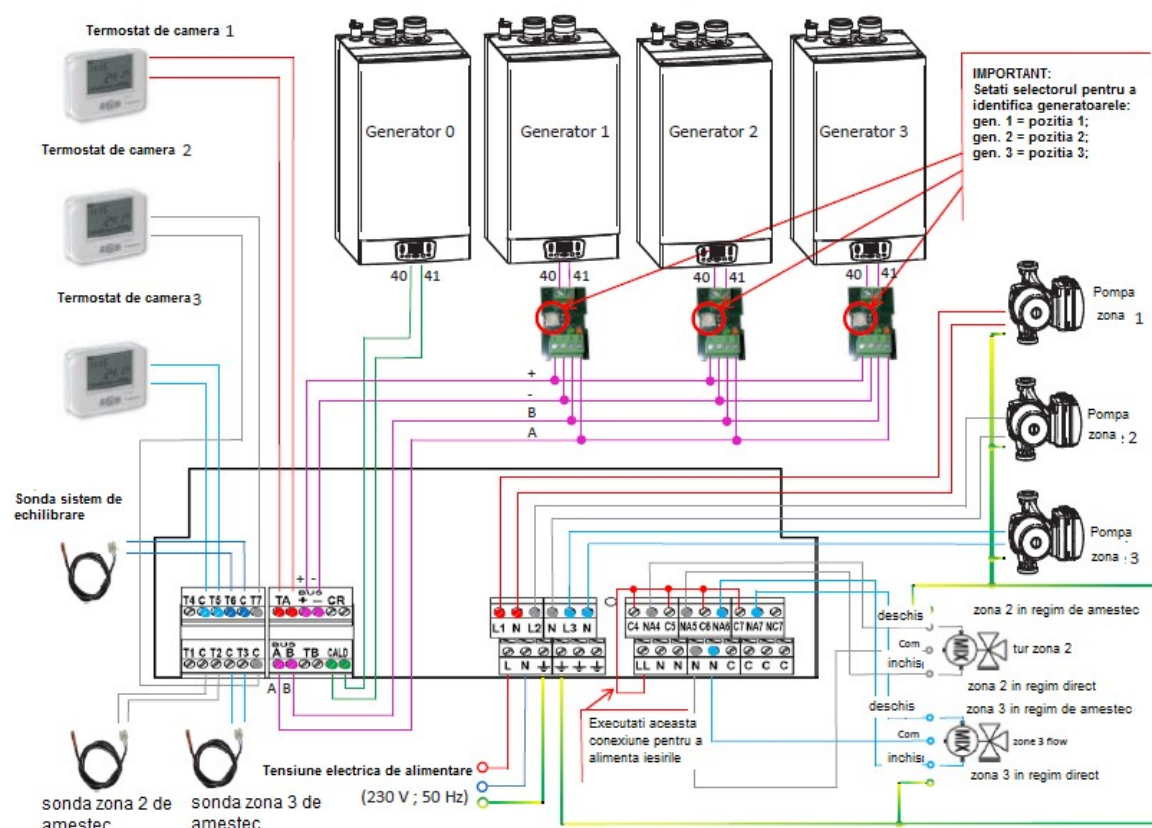 Termostat de camera 1
Termostat de camera 2
Termostat de camera 3
Generator 0
Generator 1
Generator 2
Generator 3
IMPORTANT:
Setati selectorul pentru a
identifica generatoarele:
gen. 1 = pozitia 1;
gen. 2 = pozitia 2;
gen. 3 = pozitia 3;
40 41
40 41
40 41
40 41
+
-
B
A
Pompa
zona 1
Pompa
zona : 2
Pompa
zona : 3
Sonda sistem de
echilibrare
+ -
BUS
T4 C T5 T6 C T7 TA + − CR
BUS
T1 C T2 C T3 C A B TB CALD
A B
L1 N L2 N L3 N
L N
C4 NA4 C5 NA5 C6 NA6 C7 NA7 NC7
LL N N N N C C C C
deschis
zona 2 in regim de amestec
Com
MIX
tur zona 2
inchis
zona 2 in regim direct
deschis
zona 3 in regim de amestec
Com
MIX
zone 3 flow
inchis
zona 3 in regim direct
Executati aceasta
conexiune pentru a
alimenta iesirile
Tensiune electrica de alimentare
(230 V ; 50 Hz)
sonda zona 2 de
amestec
sonda zona 3 de
amestec